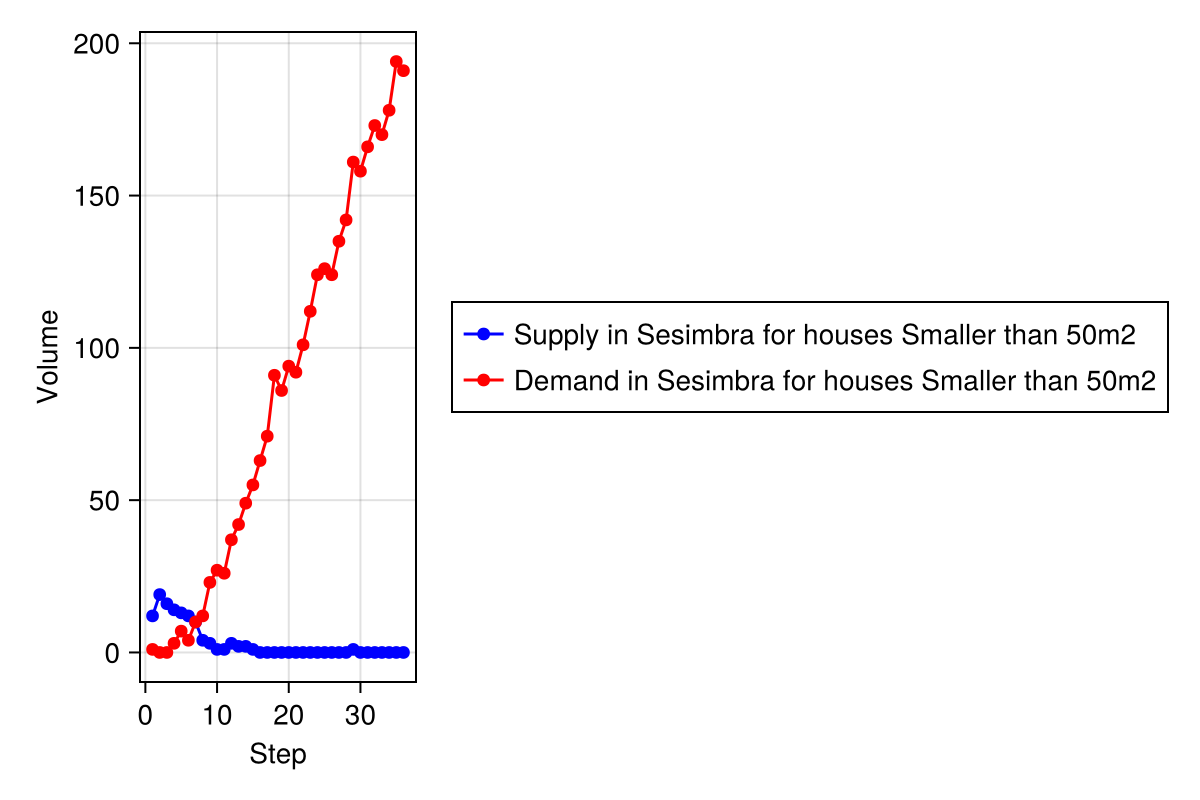 200
150
100
50
0
Volume
0 10 20 30
Step
Supply in Sesimbra for houses Smaller than 50m2
Demand in Sesimbra for houses Smaller than 50m2